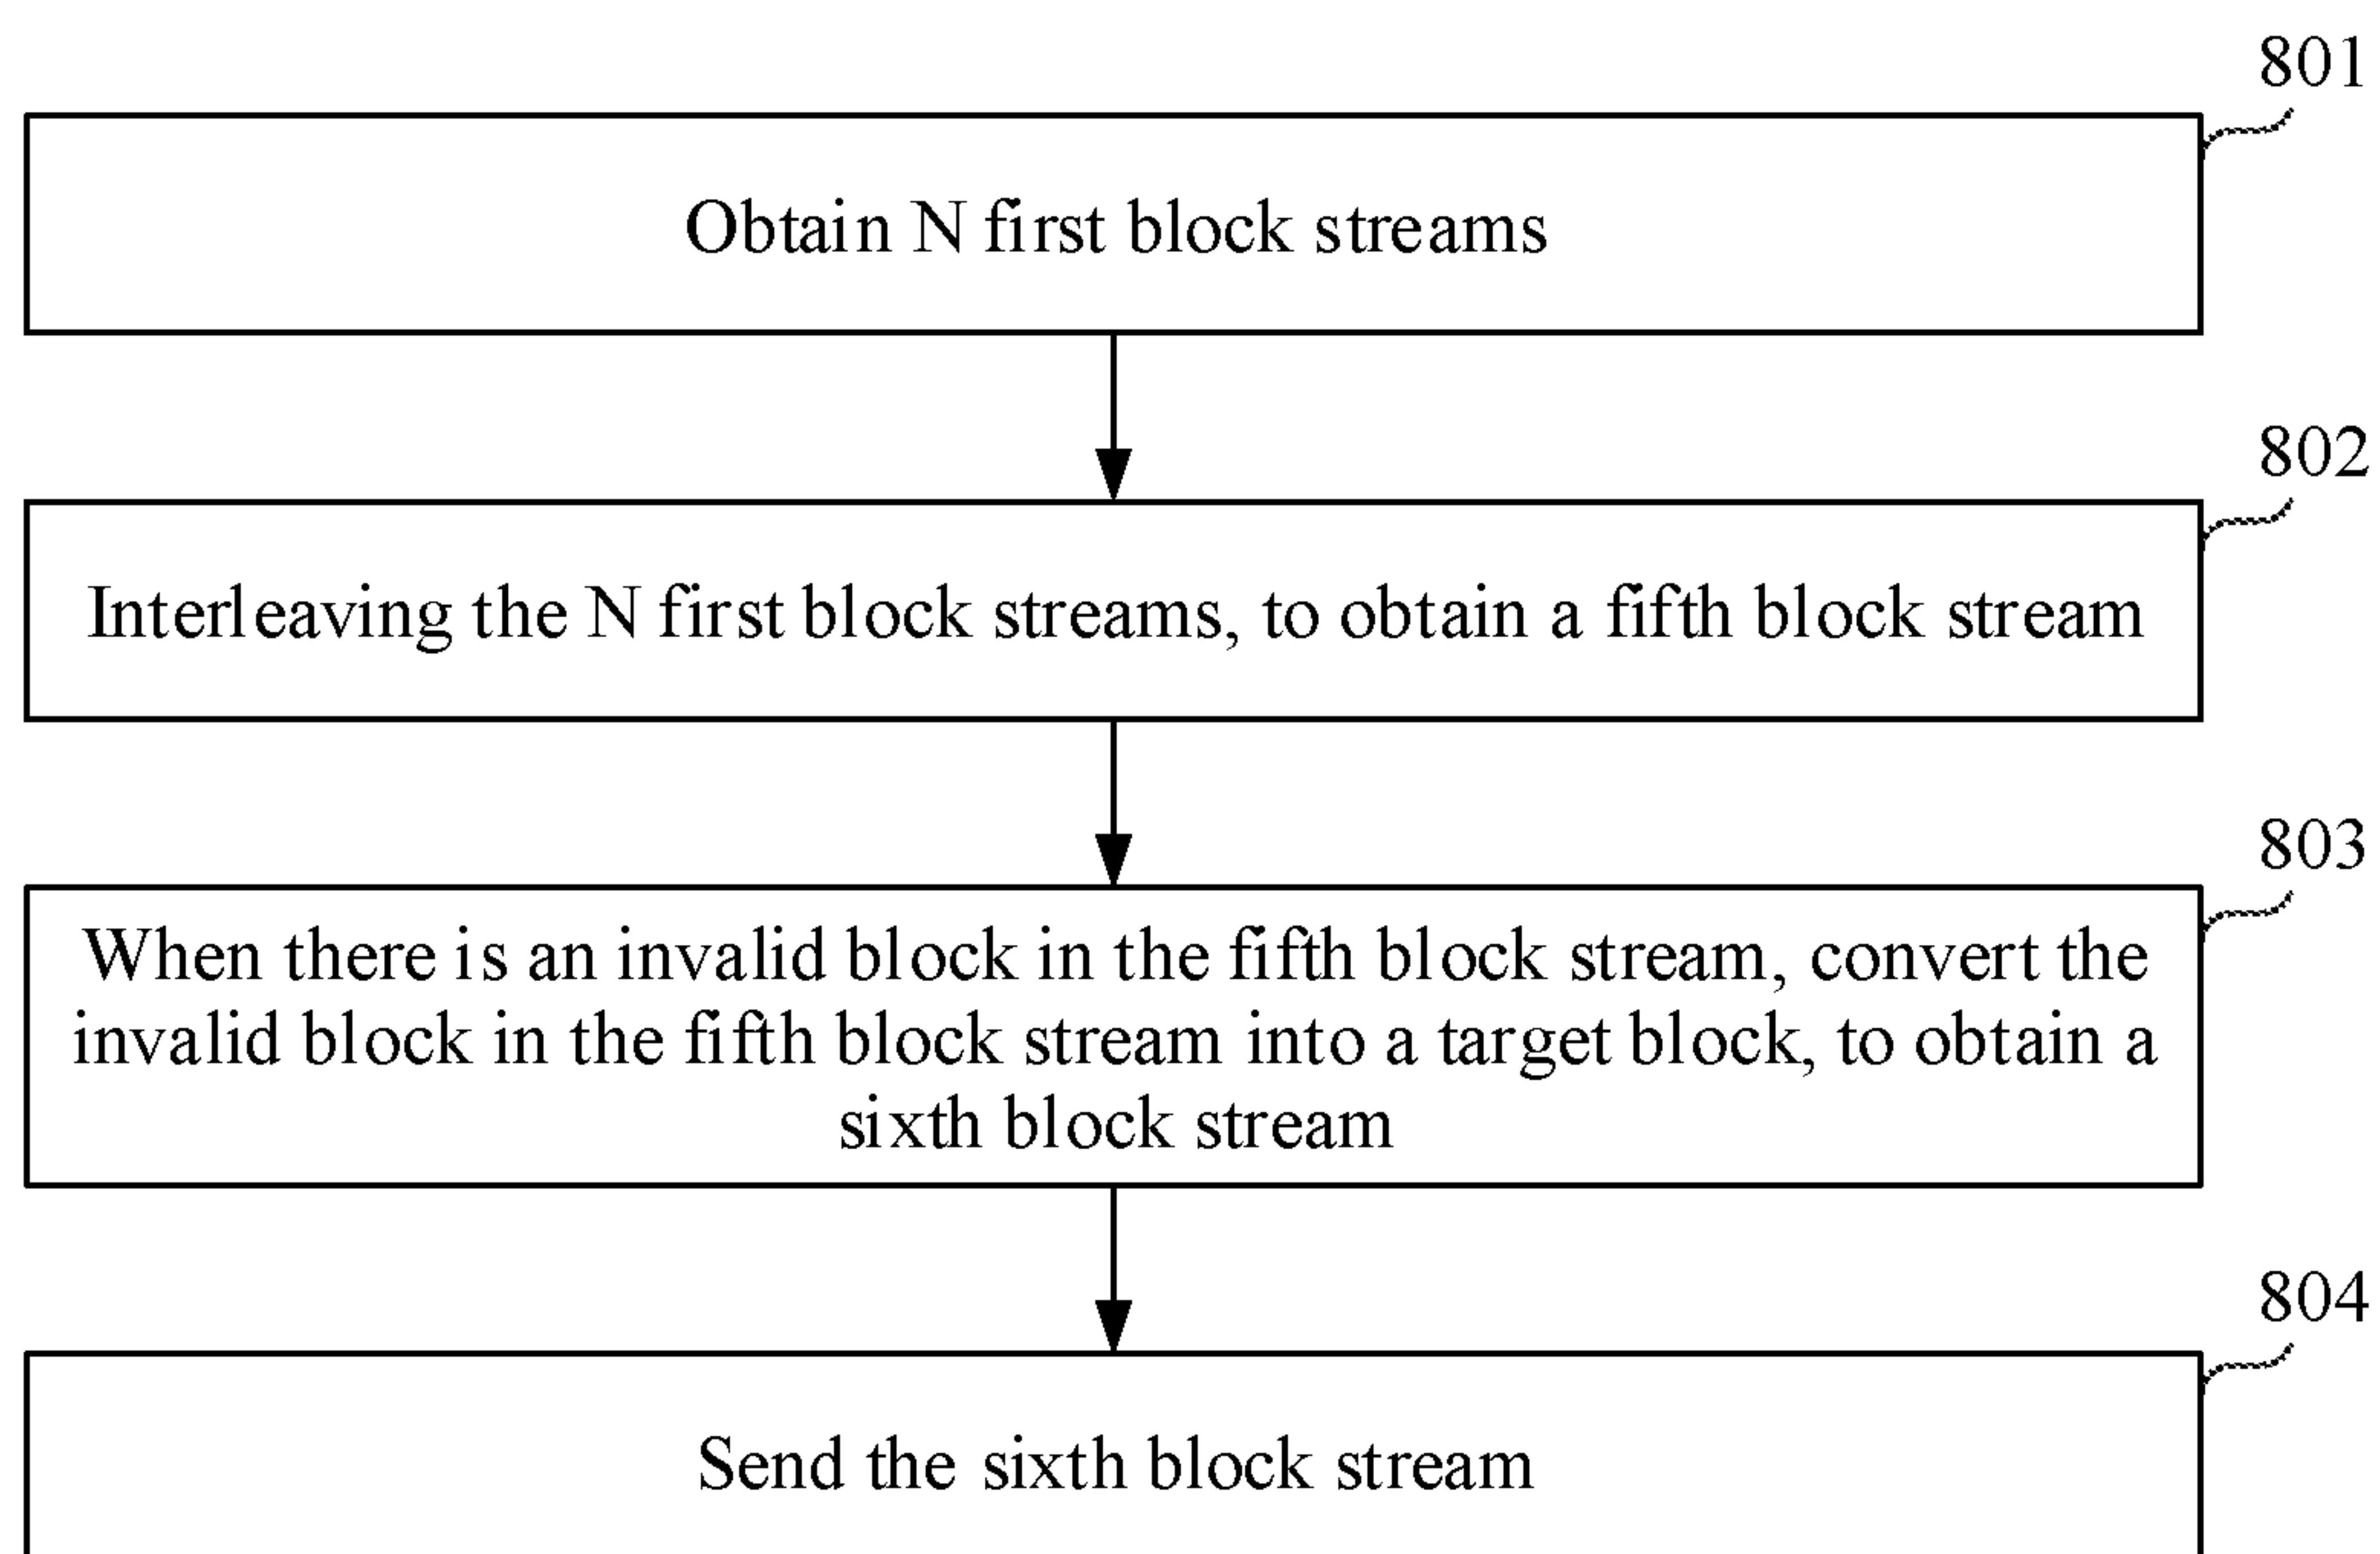 801
Obtain N first block streams
802
Interleaving the N first block streams, to obtain a fifth block stream
803
When there is an invalid block in the fifth block stream, convert the
invalid block in the fifth block stream into a target block, to obtain a
sixth block stream
804
Send the sixth block stream